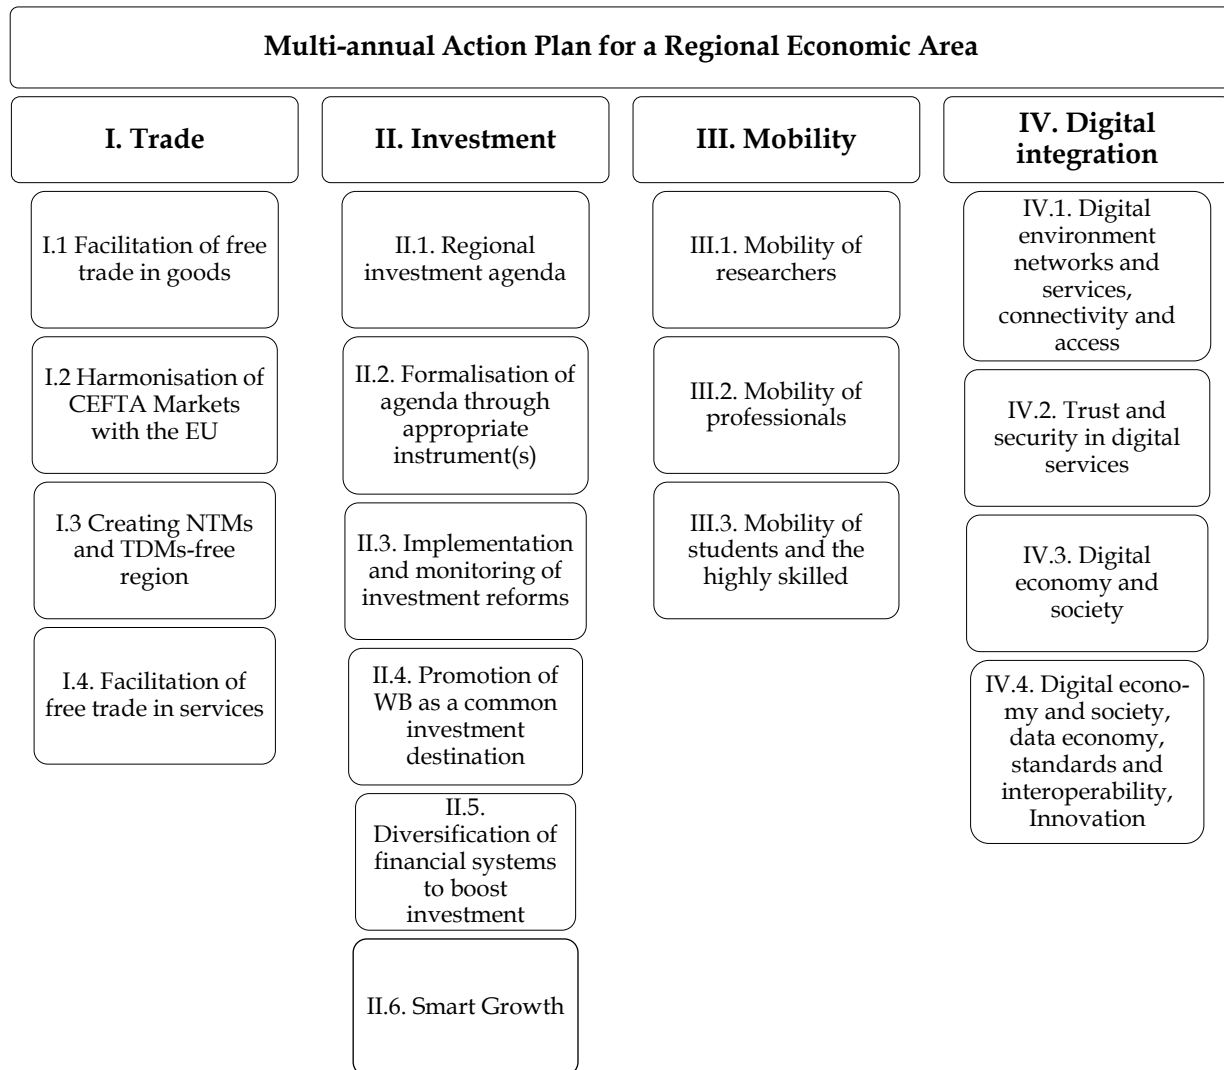 Multi-annual Action Plan for a Regional Economic Area
I. Trade
I.1 Facilitation of free
trade in goods
I.2 Harmonisation of
CEFTA Markets
with the EU
I.3 Creating NTMs
and TDMs-free
region
I.4. Facilitation of
free trade in services
II. Investment
II.1. Regional
investment agenda
II.2. Formalisation of
agenda through
appropriate
instrument(s)
II.3. Implementation
and monitoring of
investment reforms
II.4. Promotion of
WB as a common
investment
destination
II.5.
Diversification of
financial systems
to boost
investment
II.6. Smart Growth
III. Mobility
III.1. Mobility of
researchers
III.2. Mobility of
professionals
III.3. Mobility of
students and the
highly skilled
IV. Digital
integration
IV.1. Digital
environment
networks and
services,
connectivity and
access
IV.2. Trust and
security in digital
services
IV.3. Digital
economy and
society
IV.4. Digital econo-
my and society,
data economy,
standards and
interoperability,
Innovation